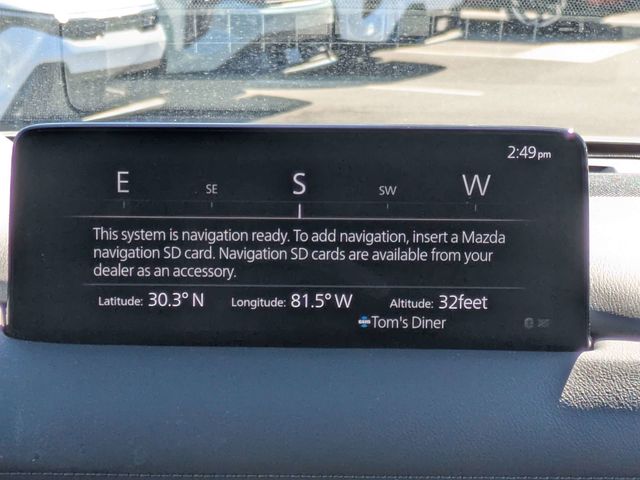 2:49pm
E SE S SW W
This system is navigation ready. To add navigation, insert a Mazda
navigation SD card. Navigation SD cards are available from your
dealer as an accessory.
Latitude: 30.3° N Longitude: 81.5° W Altitude: 32feet
Tom's Diner